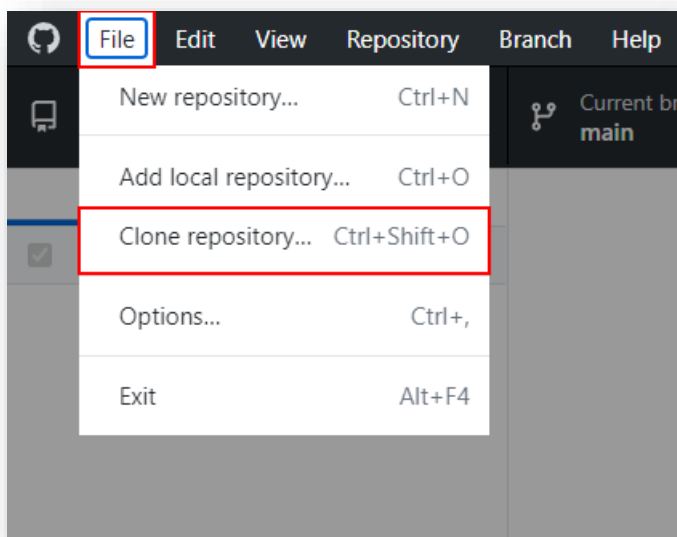 File Edit View Repository Branch Help
New repository... Ctrl+N
Current br
main
Add local repository... Ctrl+O
Clone repository... Ctrl+Shift+O
Options... Ctrl+,
Exit Alt+F4